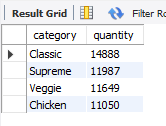 Result Grid Filter Ro
category quantity
Classic 14888
Supreme 11987
Veggie 11649
Chicken 11050